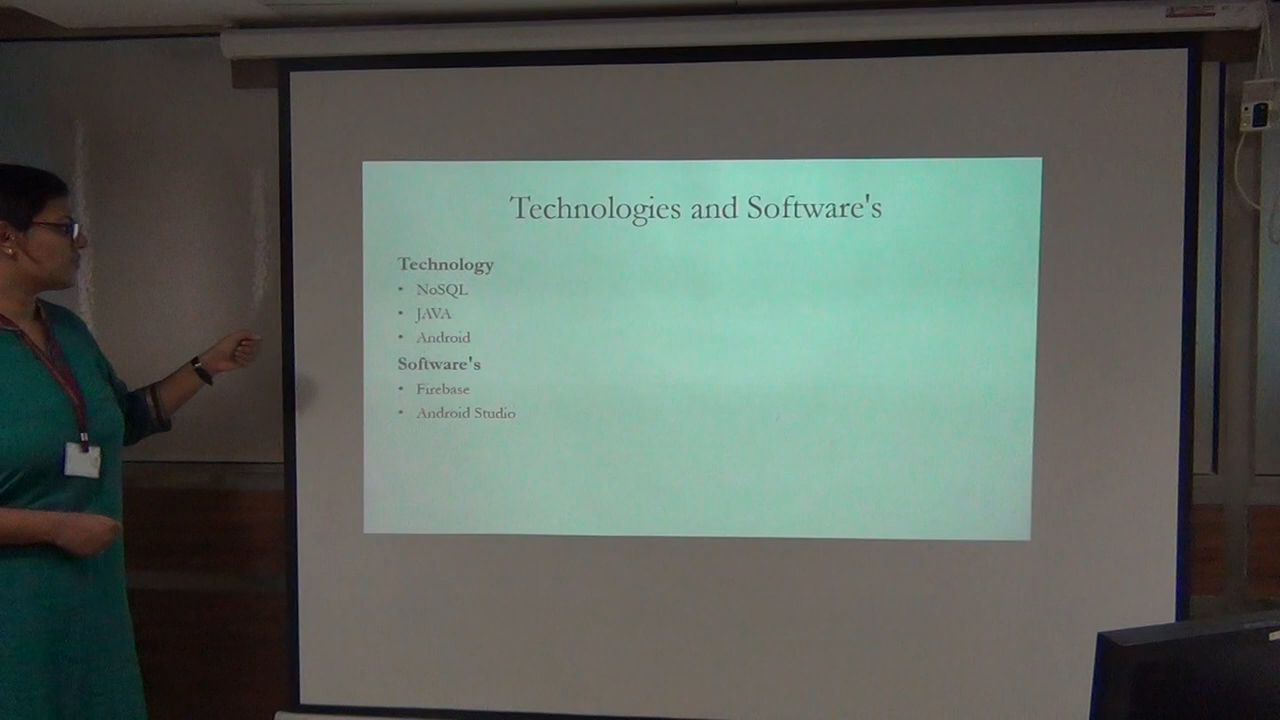 Technologies and Software's
Technology
• NoSQL
• JAVA
• Android
Software's
• Firebase
• Android Studio